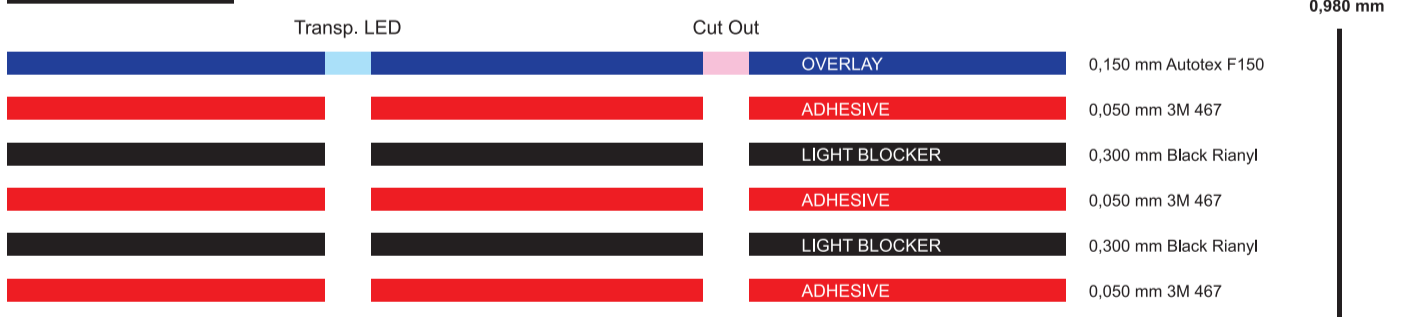 0,980 mm
Transp. LED
Cut Out
OVERLAY
0,150 mm Autotex F150
ADHESIVE
0,050 mm 3M 467
LIGHT BLOCKER
0,300 mm Black Rianyl
ADHESIVE
0,050 mm 3M 467
LIGHT BLOCKER
0,300 mm Black Rianyl
ADHESIVE
0,050 mm 3M 467